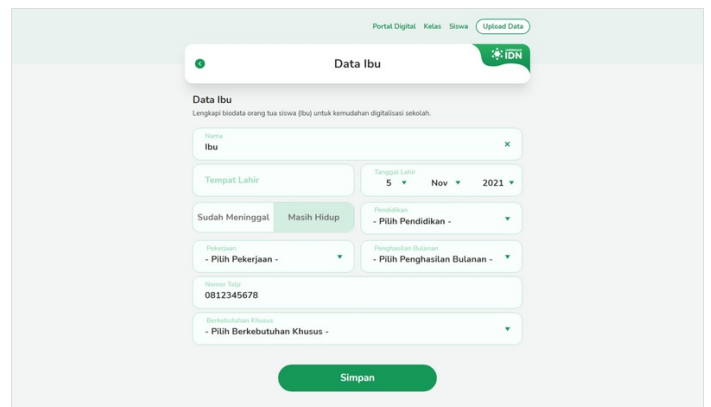 Portal Digital Kelas Siswa Upload Data
Data Ibu
IDN
Data Ibu
Lengkapi biodata orang tua siswa (Ibu) untuk kemudahan digitalisasi sekolah.
Nama
Ibu
Tempat Lahir
Tanggal Lahir
5 Nov 2021
Sudah Meninggal Masih Hidup
Pendidikan
- Pilih Pendidikan -
Pekerjaan
- Pilih Pekerjaan -
Penghasilan Bulanan
- Pilih Penghasilan Bulanan -
Nomor Telp
0812345678
Berkebutuhan Khusus
- Pilih Berkebutuhan Khusus -
Simpan